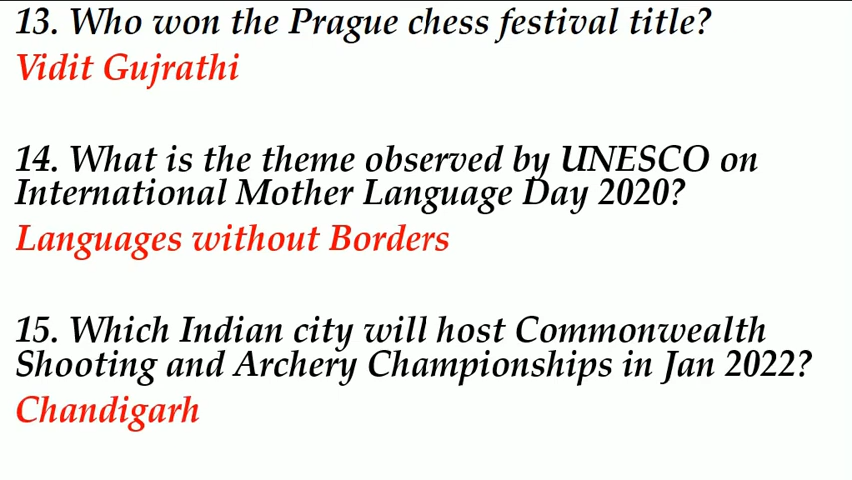 13. Who won the Prague chess festival title?
Vidit Gujrathi
14. What is the theme observed by UNESCO on
International Mother Language Day 2020?
Languages without Borders
15. Which Indian city will host Commonwealth
Shooting and Archery Championships in Jan 2022?
Chandigarh